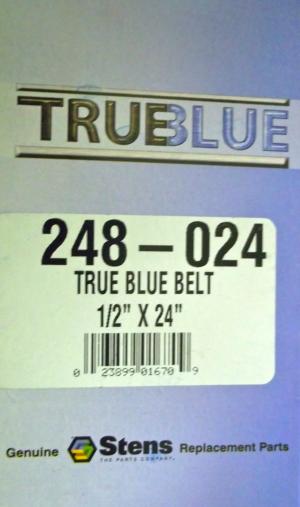 TRUEBLUE
248-024
TRUE BLUE BELT
1/2" X 24"
0 23899 01670 9
Genuine Stens Replacement Parts
THE PARTS COMPANY.